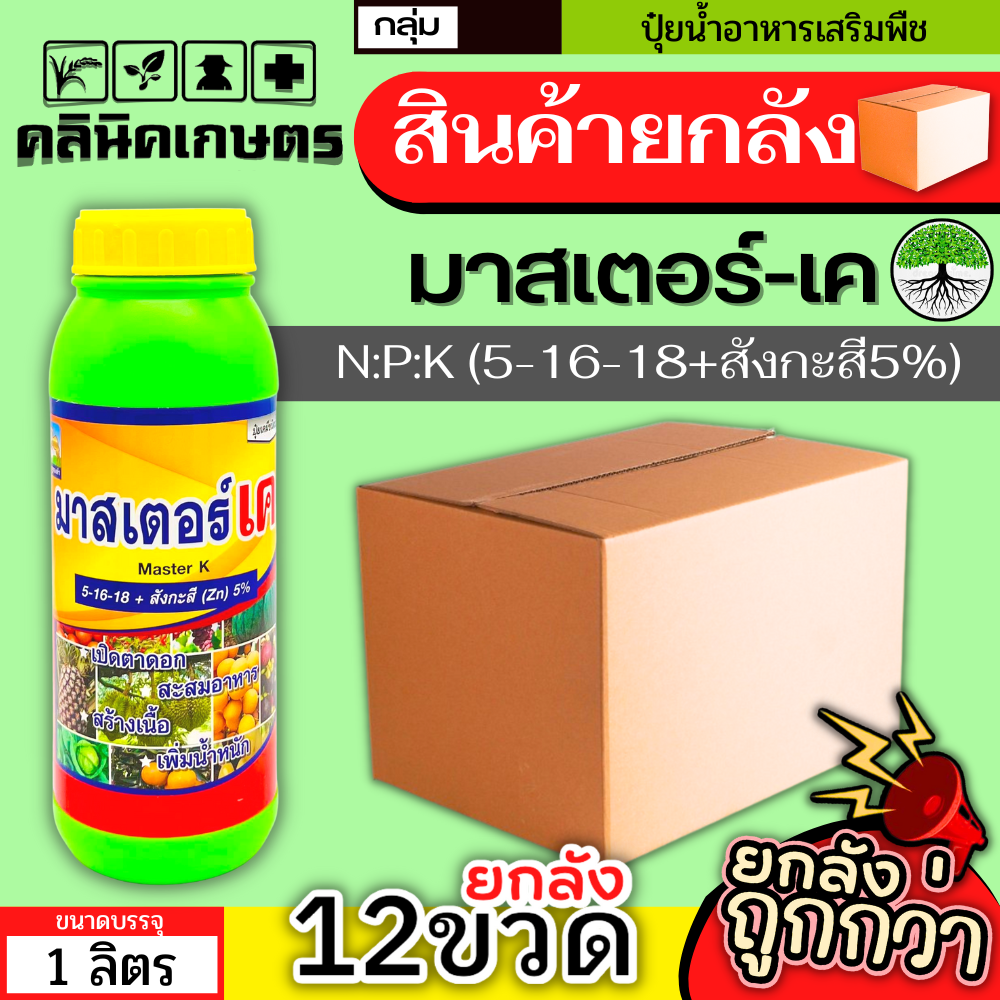 กลุ่ม
ปุ๋ยน้ำอาหารเสริมพืช
คลินิคเกษตร
สินค้ายกลัง
มาสเตอร์-เค
N:P:K (5-16-18+สังกะสี5%)
มาสเตอร์เค
Master K
5-16-18 + สังกะสี (Zn) 5%
เปิดตาดอก
สะสมอาหาร
สร้างเนื้อ
เพิ่มน้ำหนัก
ยกลัง
12ขวด
ขนาดบรรจุ
1 ลิตร
ยกลัง
ถูกกว่า